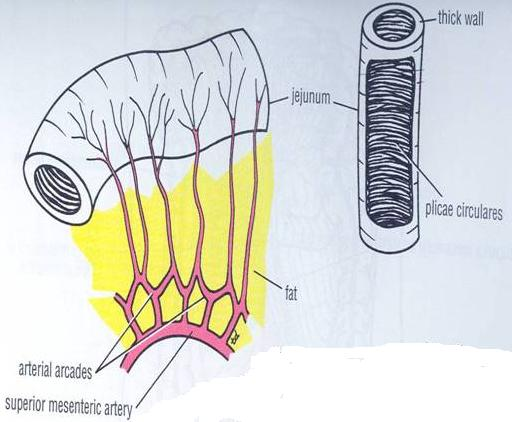 thick wall
jejunum
plicae circulares
fat
arterial arcades
superior mesenteric artery